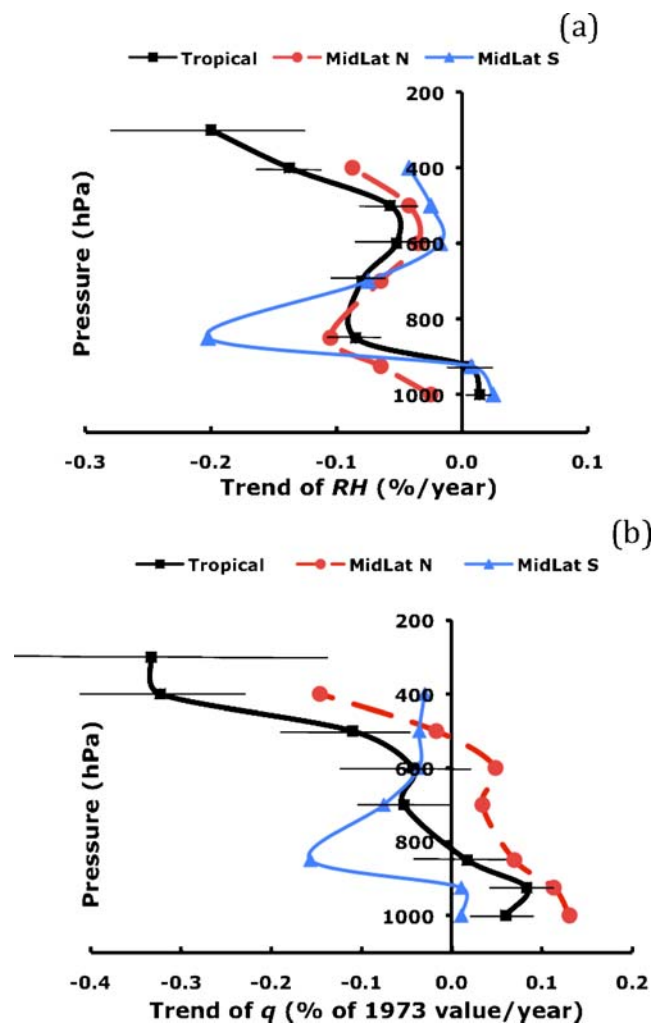 (a)
Tropical MidLat N MidLat S
200
400
600
800
1000
Pressure (hPa)
-0.3 -0.2 -0.1 0.0 0.1
Trend of RH (%/year)
(b)
Tropical MidLat N MidLat S
200
400
600
800
1000
Pressure (hPa)
-0.4 -0.3 -0.2 -0.1 0.0 0.1 0.2
Trend of q (% of 1973 value/year)